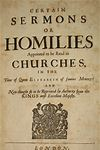 CERTAIN
SERMONS
OR
HOMILIES
Appointed to be Read in
CHURCHES,
IN THE
Time of Queen ELIZABETH of famous Memory:
AND
Now thought fit to be Reprinted by Authority from the
KINGS most Excellent Majesty.
LONDON,